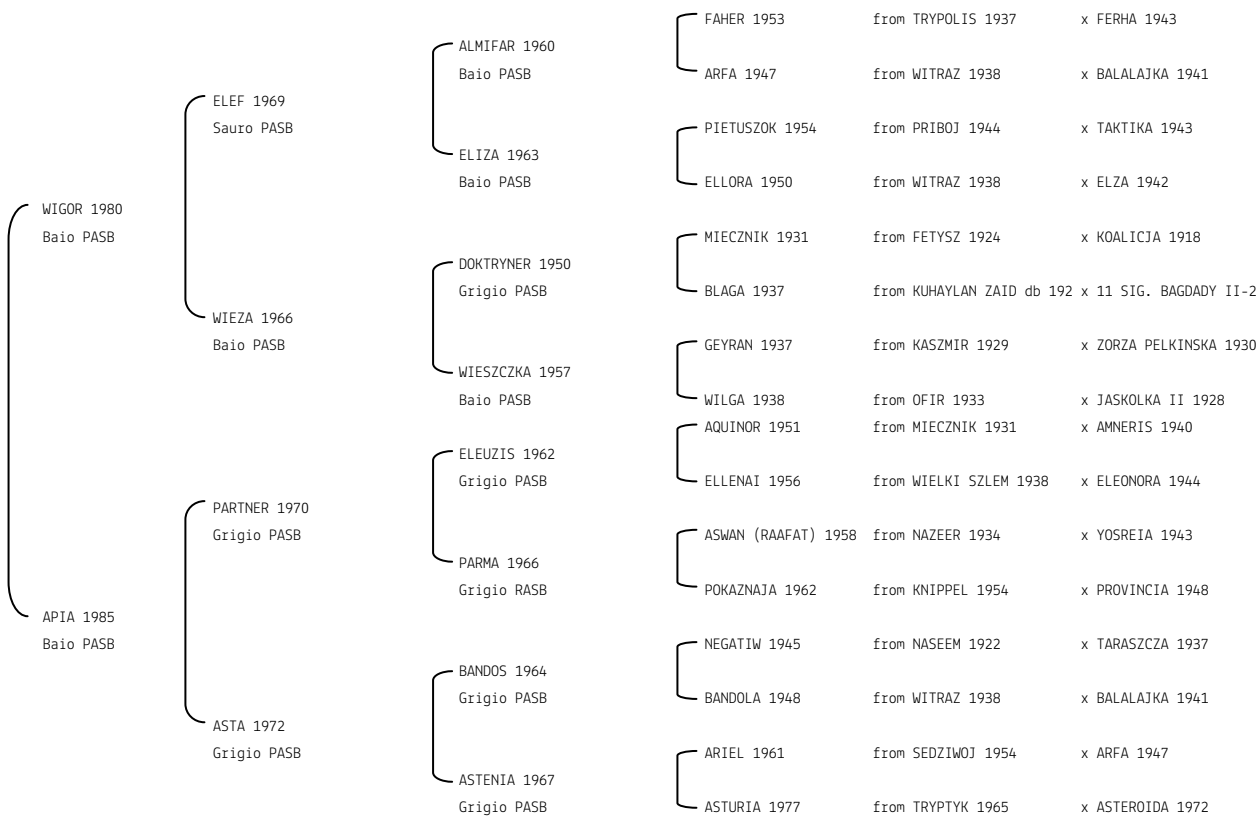 FAHER 1953 from TRYPOLIS 1937 x FERHA 1943
ALMIFAR 1960
Baio PASB
ARFA 1947 from WITRAZ 1938 x BALALAJKA 1941
ELEF 1969
Sauro PASB
PIETUSZOK 1954 from PRIBOJ 1944 x TAKTIKA 1943
ELIZA 1963
Baio PASB
ELLORA 1950 from WITRAZ 1938 x ELZA 1942
WIGOR 1980
Baio PASB
MIECZNIK 1931 from FETYSZ 1924 x KOALICJA 1918
DOKTRYNER 1950
Grigio PASB
BLAGA 1937 from KUHAYLAN ZAID db 192 x 11 SIG. BAGDADY II-2
WIEZA 1966
Baio PASB
GEYRAN 1937 from KASZMIR 1929 x ZORZA PELKINSKA 1930
WIESZCZKA 1957
Baio PASB
WILGA 1938 from OFIR 1933 x JASKOLKA II 1928
AQUINOR 1951 from MIECZNIK 1931 x AMNERIS 1940
ELEUZIS 1962
Grigio PASB
ELLENAI 1956 from WIELKI SZLEM 1938 x ELEONORA 1944
PARTNER 1970
Grigio PASB
ASWAN (RAAFAT) 1958 from NAZEER 1934 x YOSREIA 1943
PARMA 1966
Grigio RASB
POKAZNAJA 1962 from KNIPPEL 1954 x PROVINCIA 1948
APIA 1985
Baio PASB
NEGATIW 1945 from NASEEM 1922 x TARASZCZA 1937
BANDOS 1964
Grigio PASB
BANDOLA 1948 from WITRAZ 1938 x BALALAJKA 1941
ASTA 1972
Grigio PASB
ARIEL 1961 from SEDZIWOJ 1954 x ARFA 1947
ASTENIA 1967
Grigio PASB
ASTURIA 1977 from TRYPTYK 1965 x ASTEROIDA 1972